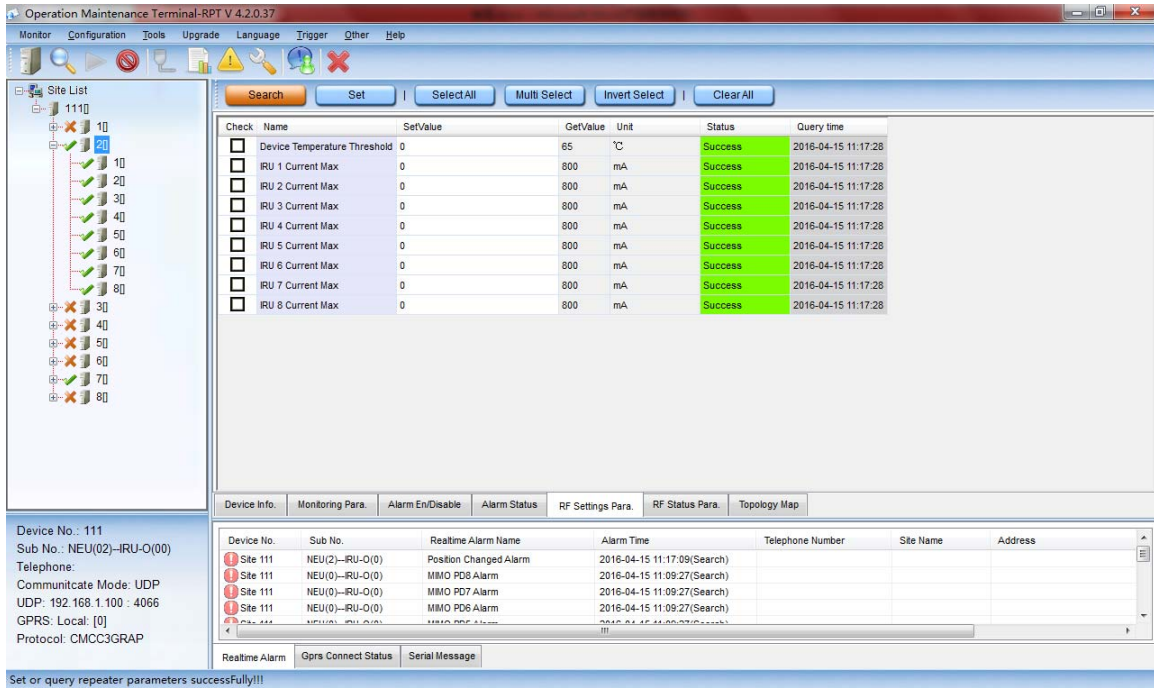 Operation Maintenance Terminal-RPT V 4.2.0.37
Monitor Configuration Tools Upgrade Language Trigger Other Help
Site List
111[]
1[]
2[]
1[]
2[]
3[]
4[]
5[]
6[]
7[]
8[]
3[]
4[]
5[]
6[]
7[]
8[]
Search Set | Select All Multi Select Invert Select | Clear All
Check Name SetValue GetValue Unit Status Query time
Device Temperature Threshold 0 65 ℃ Success 2016-04-15 11:17:28
IRU 1 Current Max 0 800 mA Success 2016-04-15 11:17:28
IRU 2 Current Max 0 800 mA Success 2016-04-15 11:17:28
IRU 3 Current Max 0 800 mA Success 2016-04-15 11:17:28
IRU 4 Current Max 0 800 mA Success 2016-04-15 11:17:28
IRU 5 Current Max 0 800 mA Success 2016-04-15 11:17:28
IRU 6 Current Max 0 800 mA Success 2016-04-15 11:17:28
IRU 7 Current Max 0 800 mA Success 2016-04-15 11:17:28
IRU 8 Current Max 0 800 mA Success 2016-04-15 11:17:28
Device Info. Monitoring Para. Alarm En/Disable Alarm Status RF Settings Para. RF Status Para. Topology Map
Device No.: 111
Sub No.: NEU(02)--IRU-O(00)
Telephone:
Communitcate Mode: UDP
UDP: 192.168.1.100 : 4066
GPRS: Local: [0]
Protocol: CMCC3GRAP
Device No. Sub No. Realtime Alarm Name Alarm Time Telephone Number Site Name Address
Site 111 NEU(2)--IRU-O(0) Position Changed Alarm 2016-04-15 11:17:09(Search)
Site 111 NEU(0)--IRU-O(0) MIMO PD8 Alarm 2016-04-15 11:09:27(Search)
Site 111 NEU(0)--IRU-O(0) MIMO PD7 Alarm 2016-04-15 11:09:27(Search)
Site 111 NEU(0)--IRU-O(0) MIMO PD6 Alarm 2016-04-15 11:09:27(Search)
Realtime Alarm Gprs Connect Status Serial Message
Set or query repeater parameters succesFully!!!